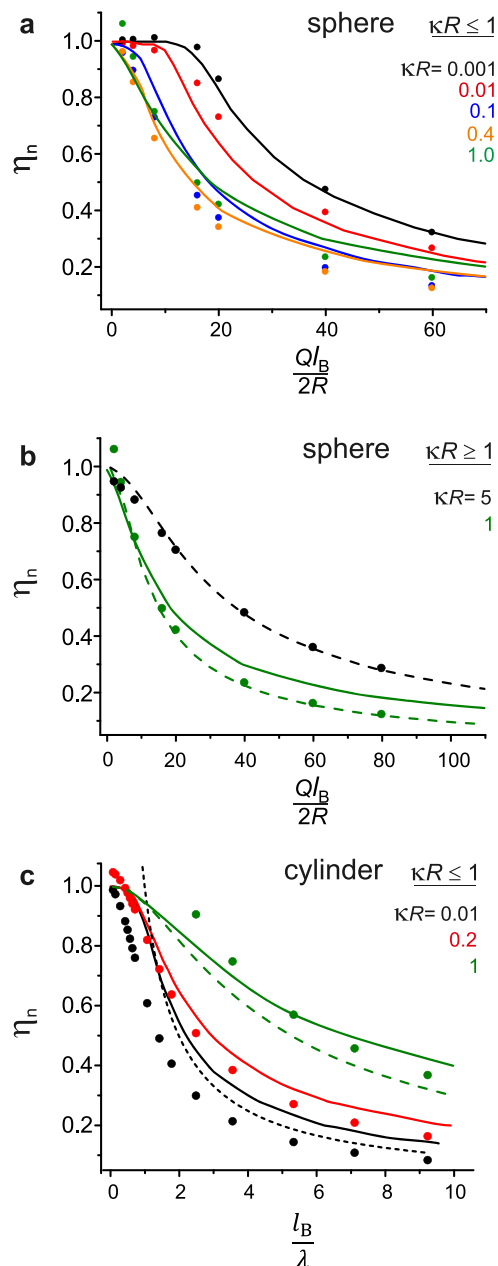 a
sphere
κR ≤ 1
κR= 0.001
0.01
0.1
0.4
1.0
1.0
0.8
0.6
0.4
0.2
ηn
0 20 40 60
QlB
2R
b
sphere
κR ≥ 1
κR= 5
1
1.0
0.8
0.6
0.4
0.2
ηn
0 20 40 60 80 100
QlB
2R
c
cylinder
κR ≤ 1
κR= 0.01
0.2
1
1.0
0.8
0.6
0.4
0.2
ηn
0 2 4 6 8 10
lB
λ